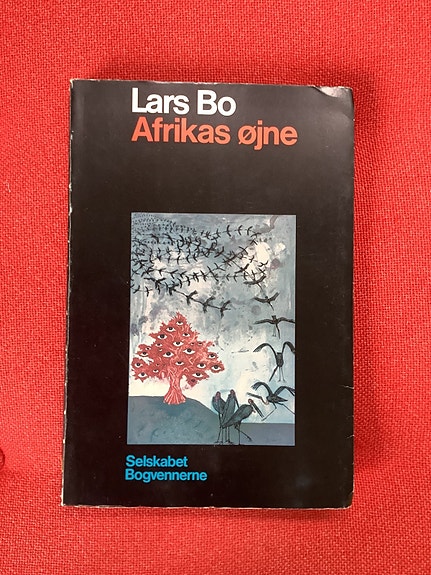 Lars Bo
Afrikas øjne
Selskabet
Bogvennerne